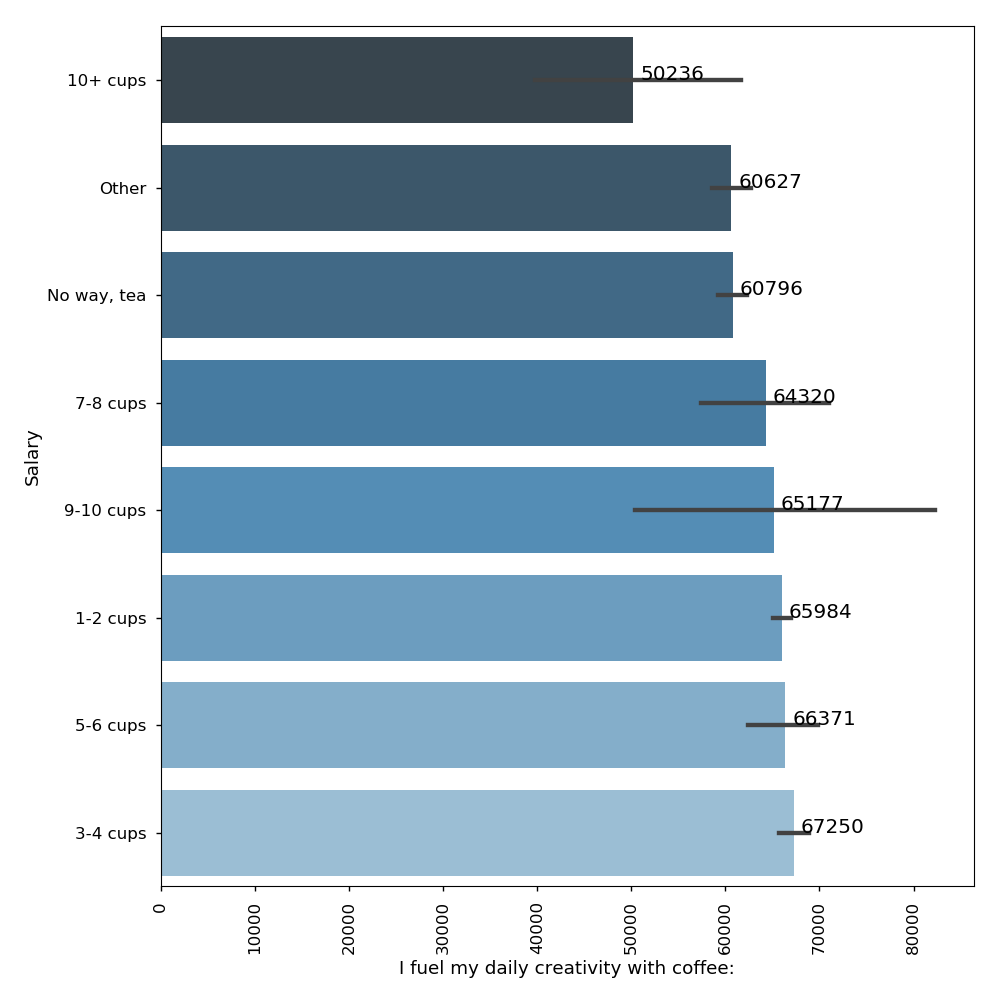 10+ cups 50236
Other 60627
No way, tea 60796
7-8 cups 64320
Salary
9-10 cups 65177
1-2 cups 65984
5-6 cups 66371
3-4 cups 67250
0 10000 20000 30000 40000 50000 60000 70000 80000
I fuel my daily creativity with coffee: